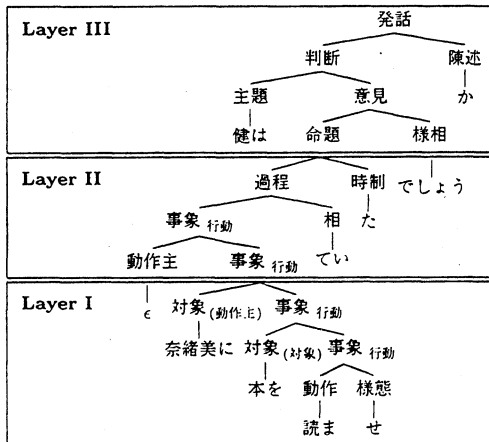 Layer III
発話
判断 陳述
主題 意見 か
健は 命題 様相
Layer II
過程 時制 でしょう
事象 行動 相 た
動作主 事象 行動 てい
Layer I
ϵ 対象 (動作主) 事象 行動
奈緒美に 対象 (対象) 事象 行動
本を 動作 様態
読ま せ